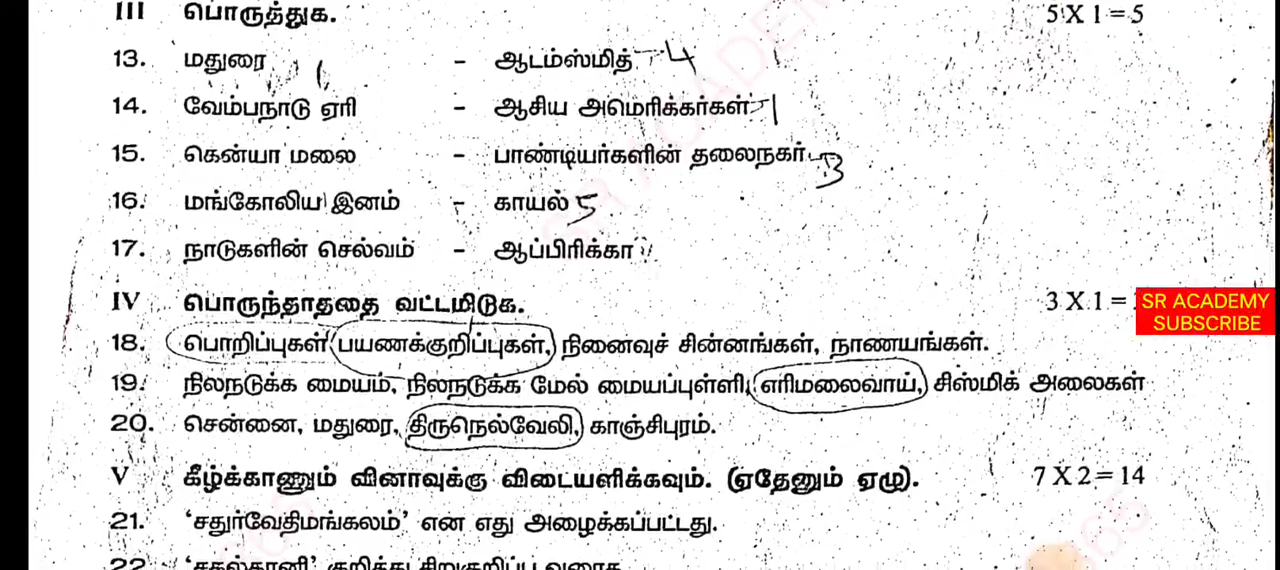 III பொருத்துக. 5 X 1 = 5
13. மதுரை - ஆடம்ஸ்மித் - 4
14. வேம்பநாடு ஏரி - ஆசிய அமெரிக்கர்கள் - 1
15. கென்யா மலை - பாண்டியர்களின் தலைநகர். 3
16. மங்கோலிய இனம் - காயல் 5
17. நாடுகளின் செல்வம் - ஆப்பிரிக்கா
IV பொருந்தாததை வட்டமிடுக. 3 X 1 =
SR ACADEMY
SUBSCRIBE
18. பொறிப்புகள் பயணக்குறிப்புகள், நினைவுச் சின்னங்கள், நாணயங்கள்.
19. நிலநடுக்க மையம், நிலநடுக்க மேல் மையப்புள்ளி, எரிமலைவாய், சிஸ்மிக் அலைகள்
20. சென்னை, மதுரை, திருநெல்வேலி, காஞ்சிபுரம்.
V கீழ்க்காணும் வினாவுக்கு விடையளிக்கவும். (ஏதேனும் ஏழு). 7 X 2 = 14
21. ‘சதுர்வேதிமங்கலம்’ என எது அழைக்கப்பட்டது.
22. குறித்து சிறுகுறிப்பு வரைக.